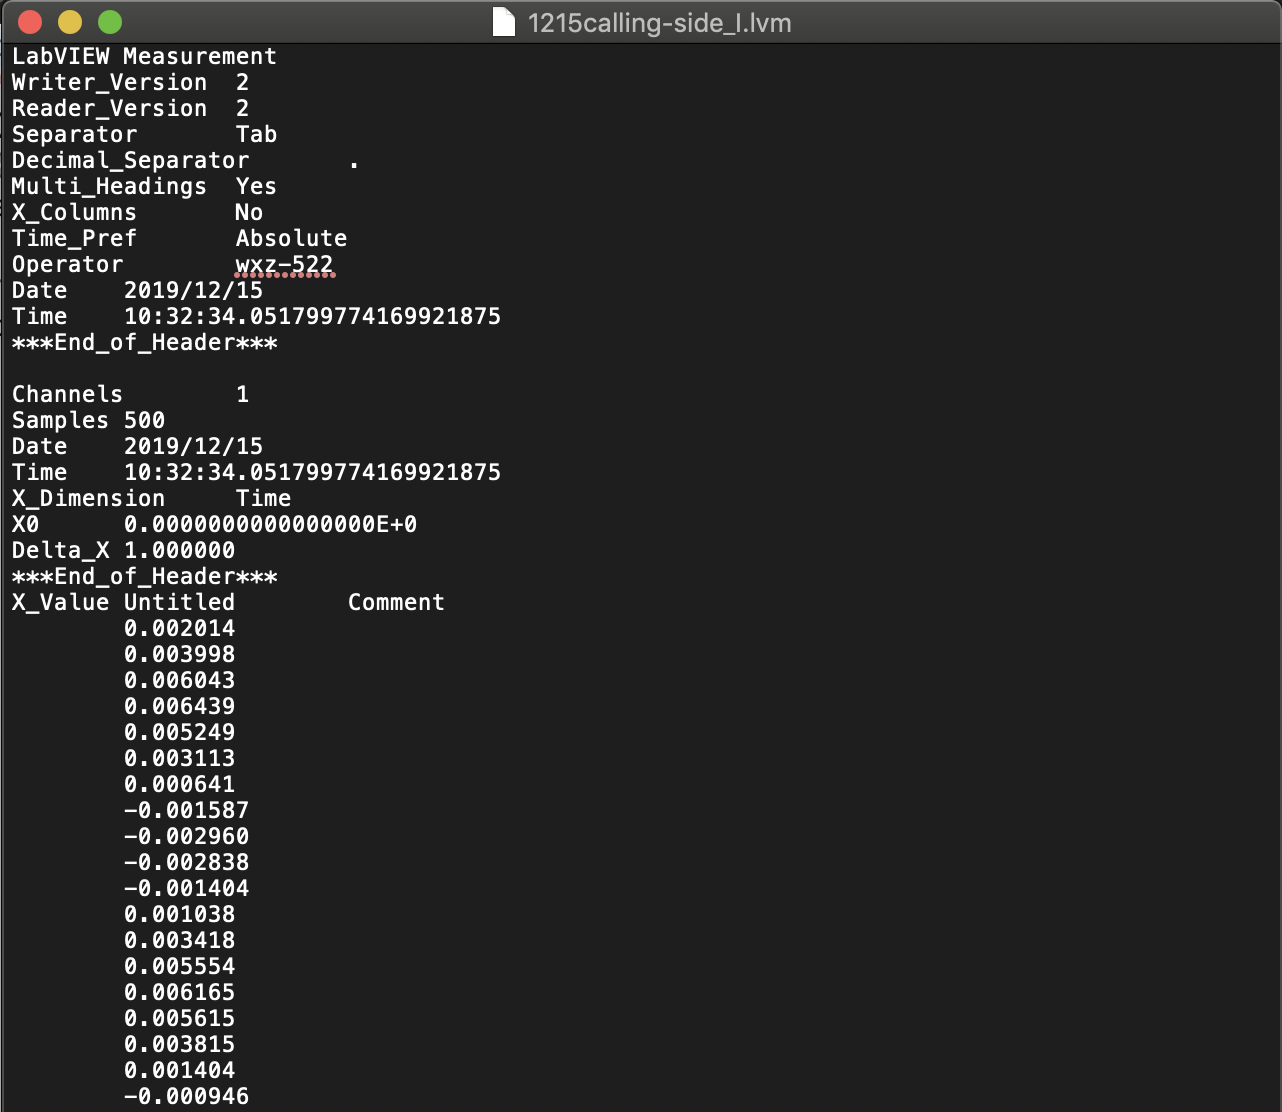 1215calling-side_I.lvm
LabVIEW Measurement
Writer_Version	2
Reader_Version	2
Separator	Tab
Decimal_Separator	.
Multi_Headings	Yes
X_Columns	No
Time_Pref	Absolute
Operator	wxz-522
Date	2019/12/15
Time	10:32:34.051799774169921875
***End_of_Header***

Channels	1
Samples	500
Date	2019/12/15
Time	10:32:34.051799774169921875
X_Dimension	Time
X0	0.0000000000000000E+0
Delta_X	1.000000
***End_of_Header***
X_Value	Untitled	Comment
	0.002014
	0.003998
	0.006043
	0.006439
	0.005249
	0.003113
	0.000641
	-0.001587
	-0.002960
	-0.002838
	-0.001404
	0.001038
	0.003418
	0.005554
	0.006165
	0.005615
	0.003815
	0.001404
	-0.000946